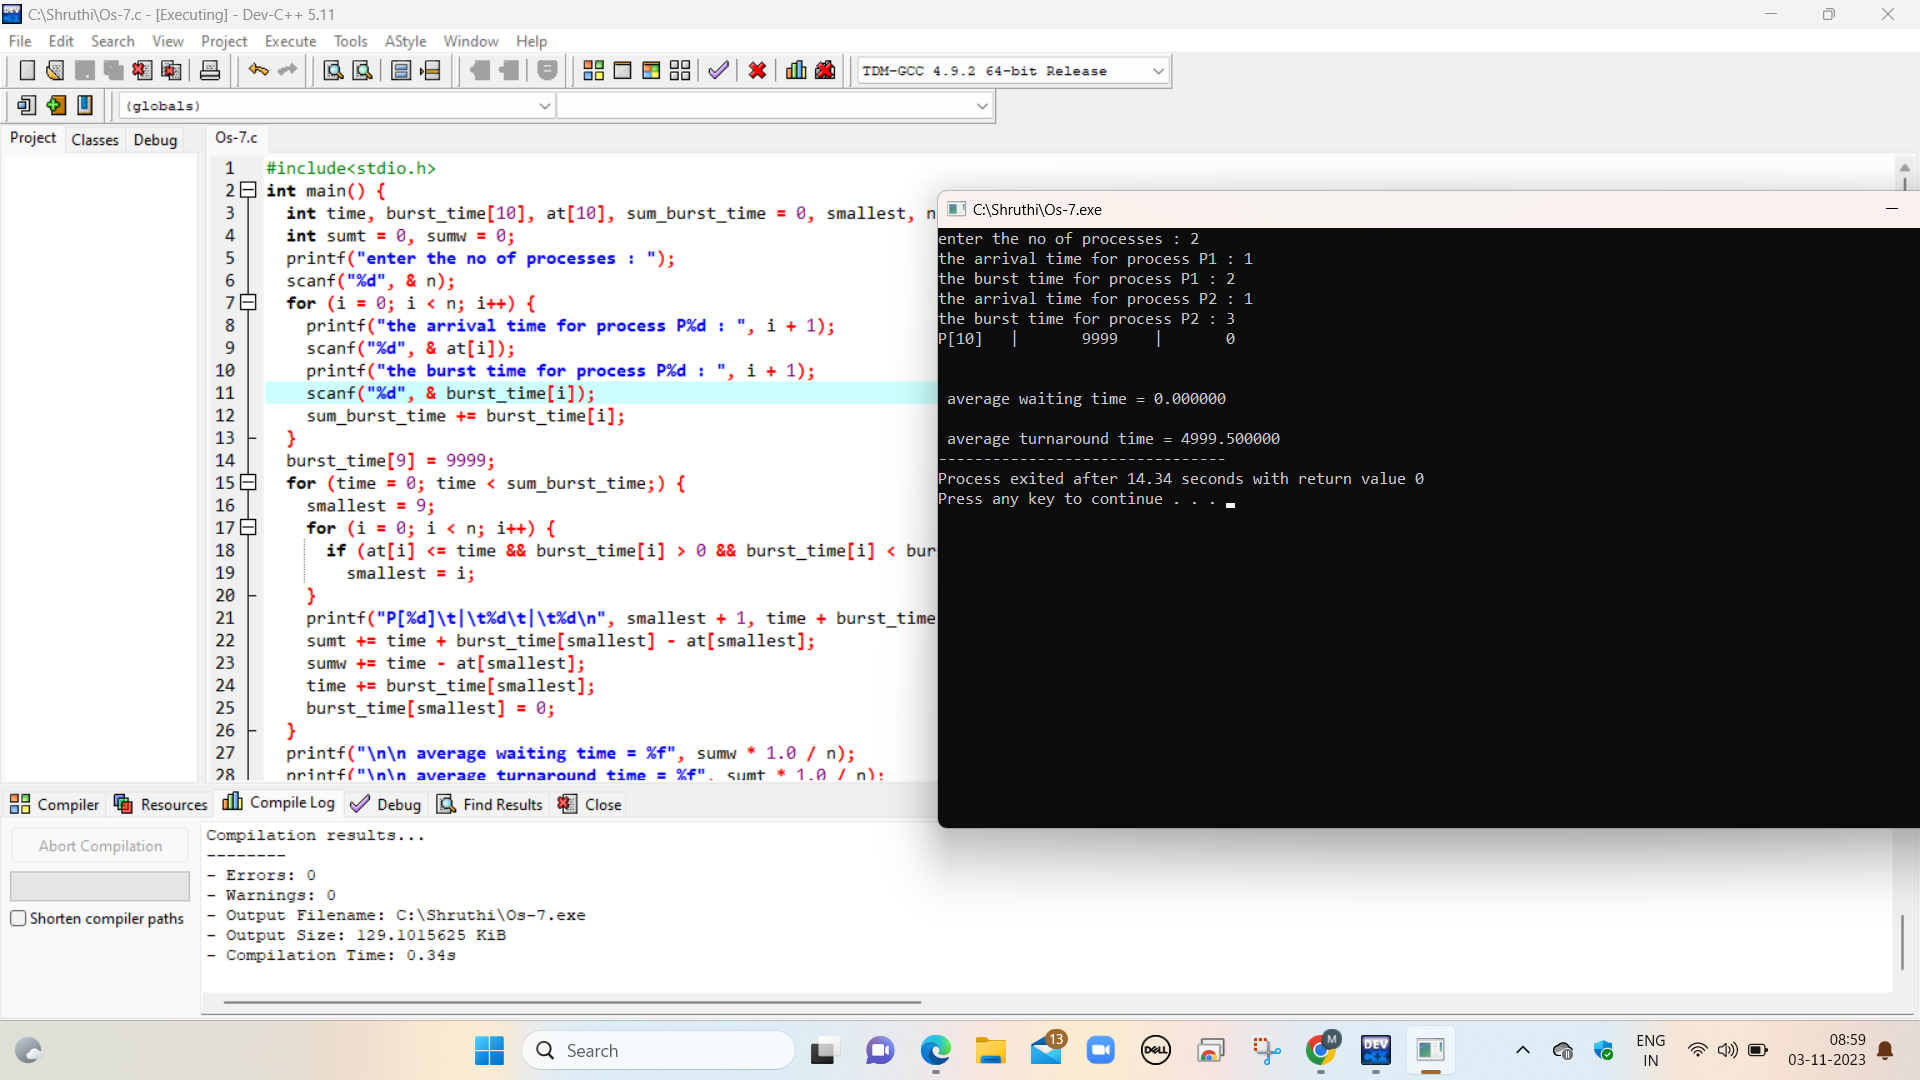 C:\Shruthi\Os-7.c - [Executing] - Dev-C++ 5.11
File Edit Search View Project Execute Tools AStyle Window Help
TDM-GCC 4.9.2 64-bit Release
(globals)
Project Classes Debug
Os-7.c
1 #include<stdio.h>
2 int main() {
3 int time, burst_time[10], at[10], sum_burst_time = 0, smallest, n
4 int sumt = 0, sumw = 0;
5 printf("enter the no of processes : ");
6 scanf("%d", & n);
7 for (i = 0; i < n; i++) {
8 printf("the arrival time for process P%d : ", i + 1);
9 scanf("%d", & at[i]);
10 printf("the burst time for process P%d : ", i + 1);
11 scanf("%d", & burst_time[i]);
12 sum_burst_time += burst_time[i];
13 }
14 burst_time[9] = 9999;
15 for (time = 0; time < sum_burst_time;) {
16 smallest = 9;
17 for (i = 0; i < n; i++) {
18 if (at[i] <= time && burst_time[i] > 0 && burst_time[i] < bur
19 smallest = i;
20 }
21 printf("P[%d]\t|\t%d\t|\t%d\n", smallest + 1, time + burst_time
22 sumt += time + burst_time[smallest] - at[smallest];
23 sumw += time - at[smallest];
24 time += burst_time[smallest];
25 burst_time[smallest] = 0;
26 }
27 printf("\n\n average waiting time = %f", sumw * 1.0 / n);
28 printf("\n\n average turnaround time = %f", sumt * 1.0 / n);
C:\Shruthi\Os-7.exe
enter the no of processes : 2
the arrival time for process P1 : 1
the burst time for process P1 : 2
the arrival time for process P2 : 1
the burst time for process P2 : 3
P[10] | 9999 | 0
average waiting time = 0.000000
average turnaround time = 4999.500000
--------------------------------
Process exited after 14.34 seconds with return value 0
Press any key to continue . . .
Compiler Resources Compile Log Debug Find Results Close
Abort Compilation
Shorten compiler paths
Compilation results...
--------
- Errors: 0
- Warnings: 0
- Output Filename: C:\Shruthi\Os-7.exe
- Output Size: 129.1015625 KiB
- Compilation Time: 0.34s
Search
13
DELL
M
DEV C++
ENG
IN
08:59
03-11-2023